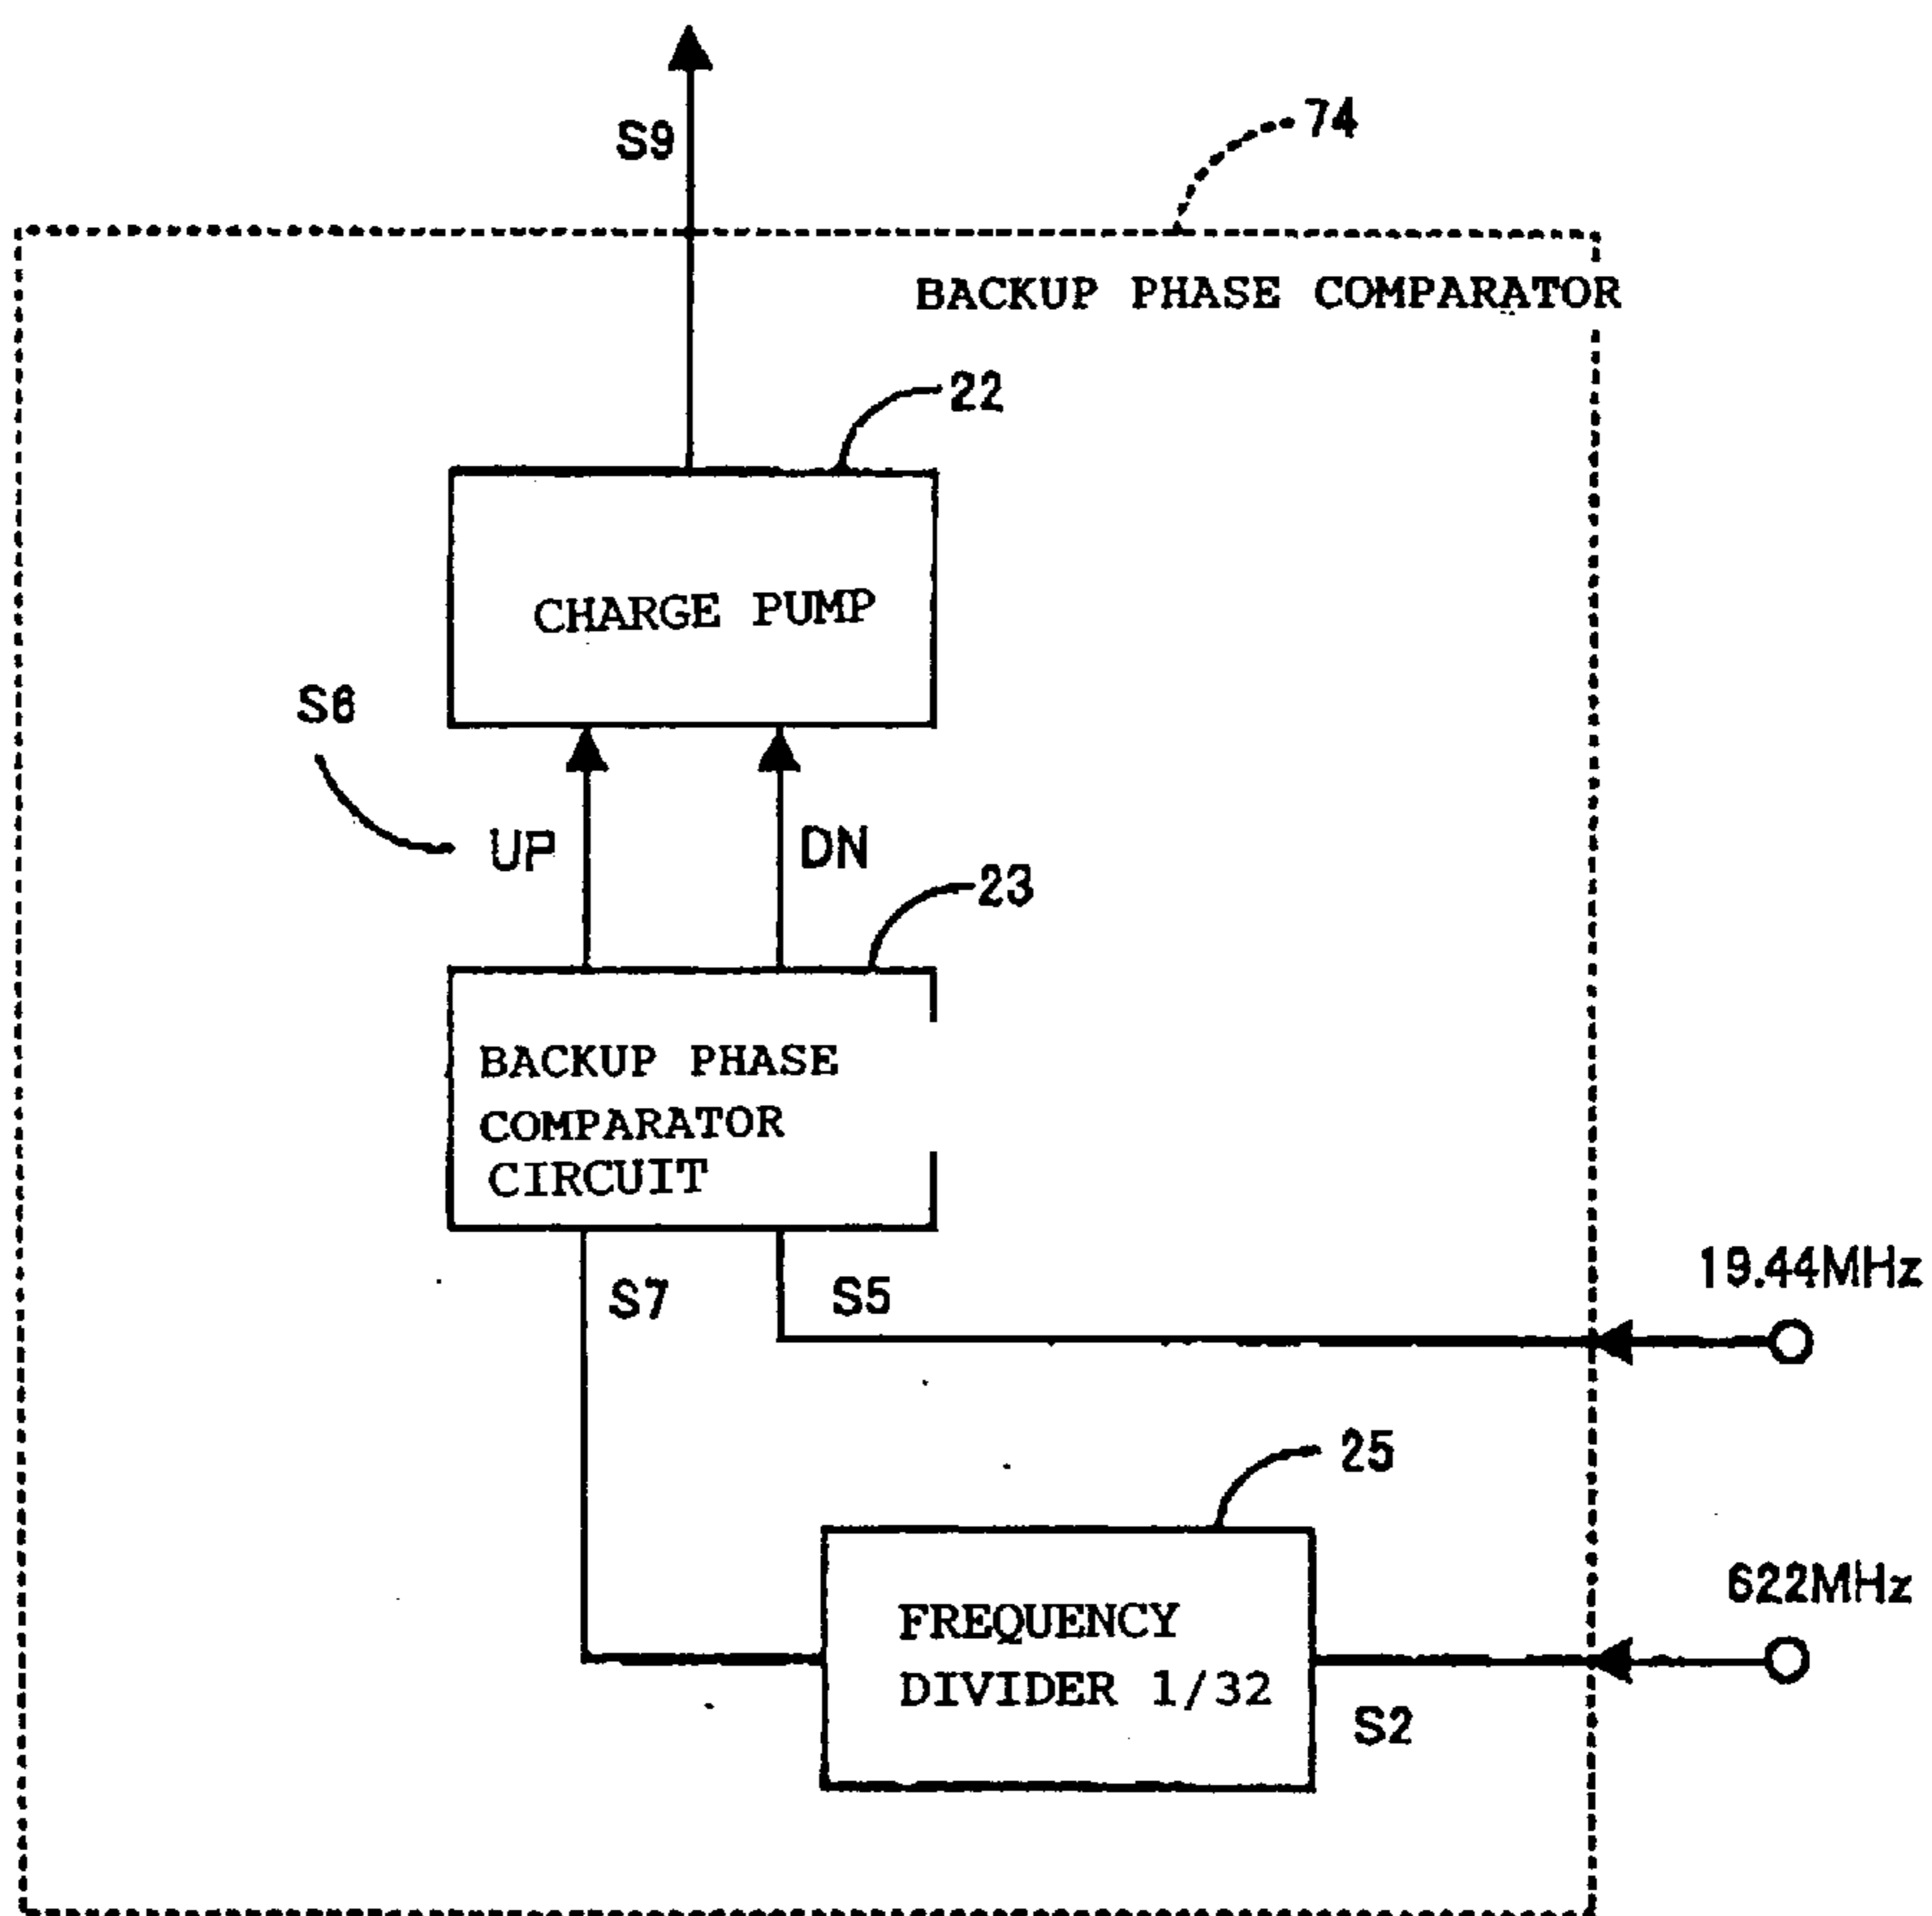 S9
74
BACKUP PHASE COMPARATOR
22
CHARGE PUMP
S6
UP
DN
23
BACKUP PHASE
COMPARATOR
CIRCUIT
S7
S5
19.44MHz
25
622MHz
FREQUENCY
DIVIDER 1/32
S2